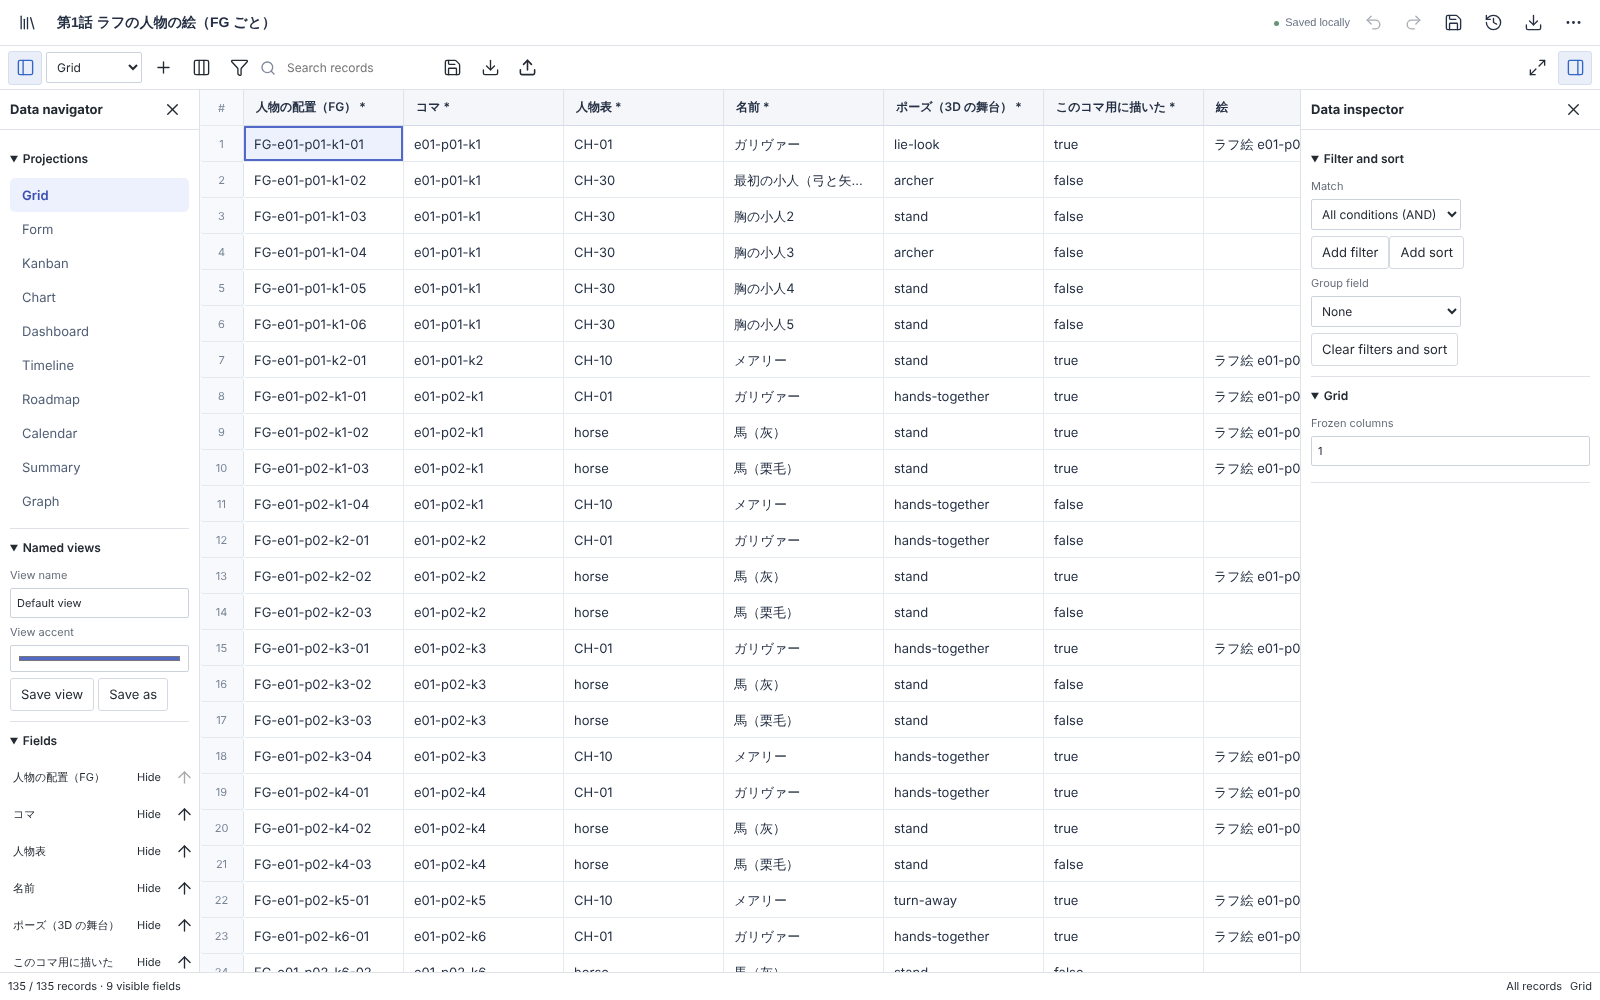 第1話 ラフの人物の絵（FG ごと）
Saved locally
Grid
Search records
Data navigator
Projections
Grid
Form
Kanban
Chart
Dashboard
Timeline
Roadmap
Calendar
Summary
Graph
Named views
View name
Default view
View accent
Save view Save as
Fields
人物の配置（FG） Hide
コマ Hide
人物表 Hide
名前 Hide
ポーズ（3D の舞台） Hide
このコマ用に描いた Hide
# 人物の配置（FG） * コマ * 人物表 * 名前 * ポーズ（3D の舞台） * このコマ用に描いた * 絵
1 FG-e01-p01-k1-01 e01-p01-k1 CH-01 ガリヴァー lie-look true ラフ絵 e01-p0
2 FG-e01-p01-k1-02 e01-p01-k1 CH-30 最初の小人（弓と矢… archer false
3 FG-e01-p01-k1-03 e01-p01-k1 CH-30 胸の小人2 stand false
4 FG-e01-p01-k1-04 e01-p01-k1 CH-30 胸の小人3 archer false
5 FG-e01-p01-k1-05 e01-p01-k1 CH-30 胸の小人4 stand false
6 FG-e01-p01-k1-06 e01-p01-k1 CH-30 胸の小人5 stand false
7 FG-e01-p01-k2-01 e01-p01-k2 CH-10 メアリー stand true ラフ絵 e01-p0
8 FG-e01-p02-k1-01 e01-p02-k1 CH-01 ガリヴァー hands-together true ラフ絵 e01-p0
9 FG-e01-p02-k1-02 e01-p02-k1 horse 馬（灰） stand true ラフ絵 e01-p0
10 FG-e01-p02-k1-03 e01-p02-k1 horse 馬（栗毛） stand true ラフ絵 e01-p0
11 FG-e01-p02-k1-04 e01-p02-k1 CH-10 メアリー hands-together false
12 FG-e01-p02-k2-01 e01-p02-k2 CH-01 ガリヴァー hands-together false
13 FG-e01-p02-k2-02 e01-p02-k2 horse 馬（灰） stand true ラフ絵 e01-p0
14 FG-e01-p02-k2-03 e01-p02-k2 horse 馬（栗毛） stand false
15 FG-e01-p02-k3-01 e01-p02-k3 CH-01 ガリヴァー hands-together true ラフ絵 e01-p0
16 FG-e01-p02-k3-02 e01-p02-k3 horse 馬（灰） stand false
17 FG-e01-p02-k3-03 e01-p02-k3 horse 馬（栗毛） stand false
18 FG-e01-p02-k3-04 e01-p02-k3 CH-10 メアリー hands-together true ラフ絵 e01-p0
19 FG-e01-p02-k4-01 e01-p02-k4 CH-01 ガリヴァー hands-together true ラフ絵 e01-p0
20 FG-e01-p02-k4-02 e01-p02-k4 horse 馬（灰） stand true ラフ絵 e01-p0
21 FG-e01-p02-k4-03 e01-p02-k4 horse 馬（栗毛） stand false
22 FG-e01-p02-k5-01 e01-p02-k5 CH-10 メアリー turn-away true ラフ絵 e01-p0
23 FG-e01-p02-k6-01 e01-p02-k6 CH-01 ガリヴァー hands-together true ラフ絵 e01-p0
24 FG-e01-p02-k6-02 e01-p02-k6 horse 馬（灰） stand false
Data inspector
Filter and sort
Match
All conditions (AND)
Add filter Add sort
Group field
None
Clear filters and sort
Grid
Frozen columns
1
135 / 135 records · 9 visible fields
All records Grid